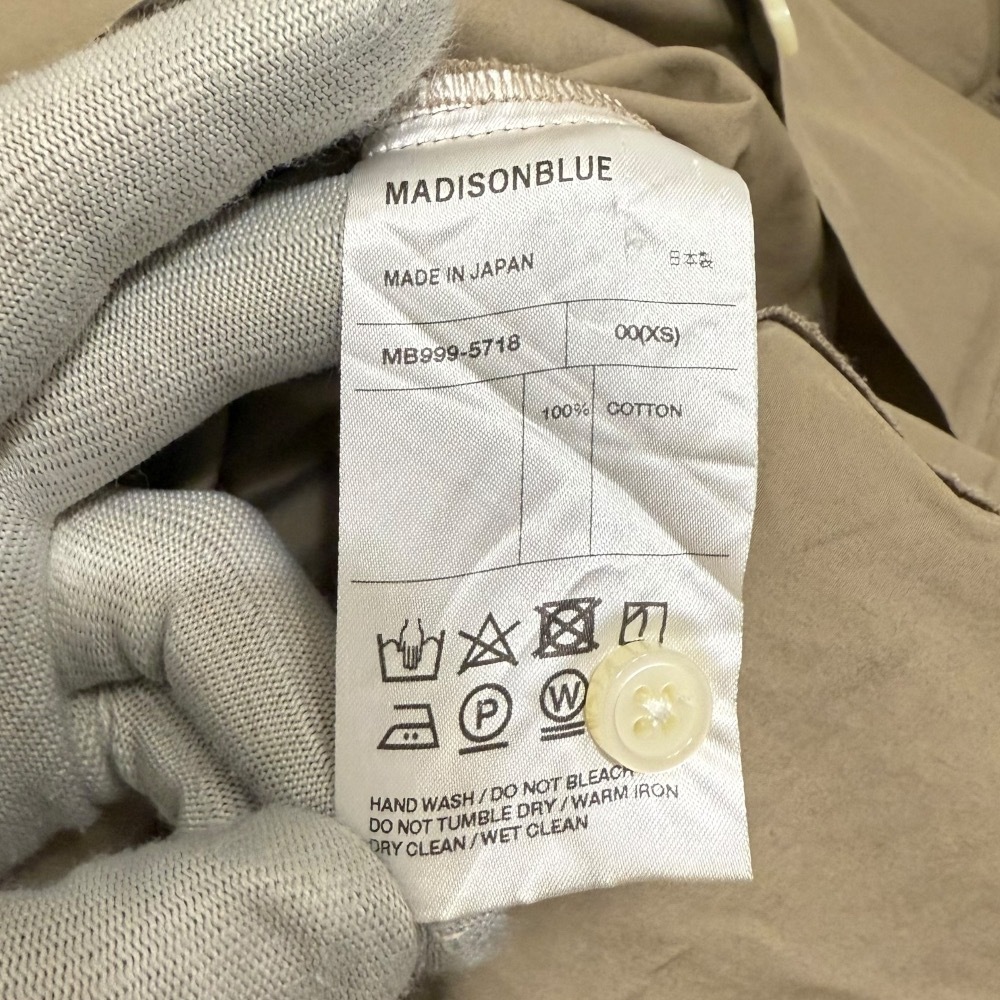 MADISONBLUE
MADE IN JAPAN 日本製
MB999-5718 00(XS)
100% COTTON
P W
HAND WASH / DO NOT BLEACH
DO NOT TUMBLE DRY / WARM IRON
DRY CLEAN / WET CLEAN